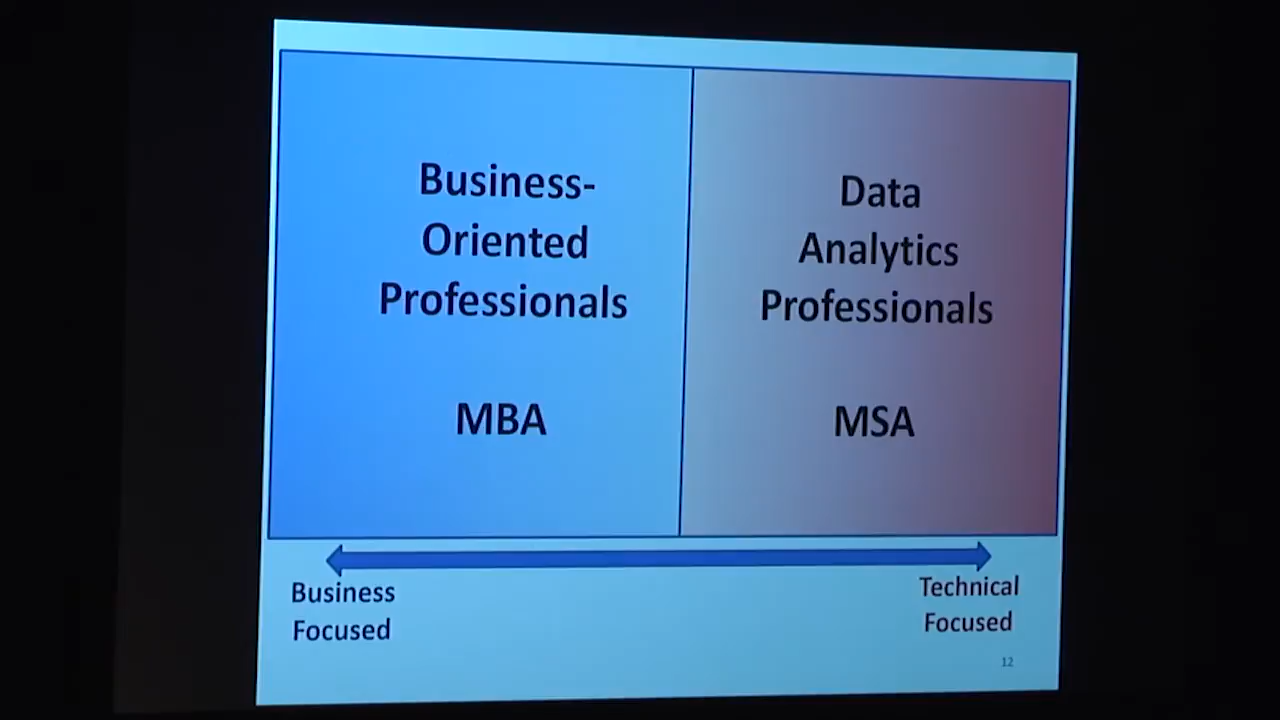 Business-
Oriented
Professionals
MBA
Data
Analytics
Professionals
MSA
Business
Focused
Technical
Focused
12